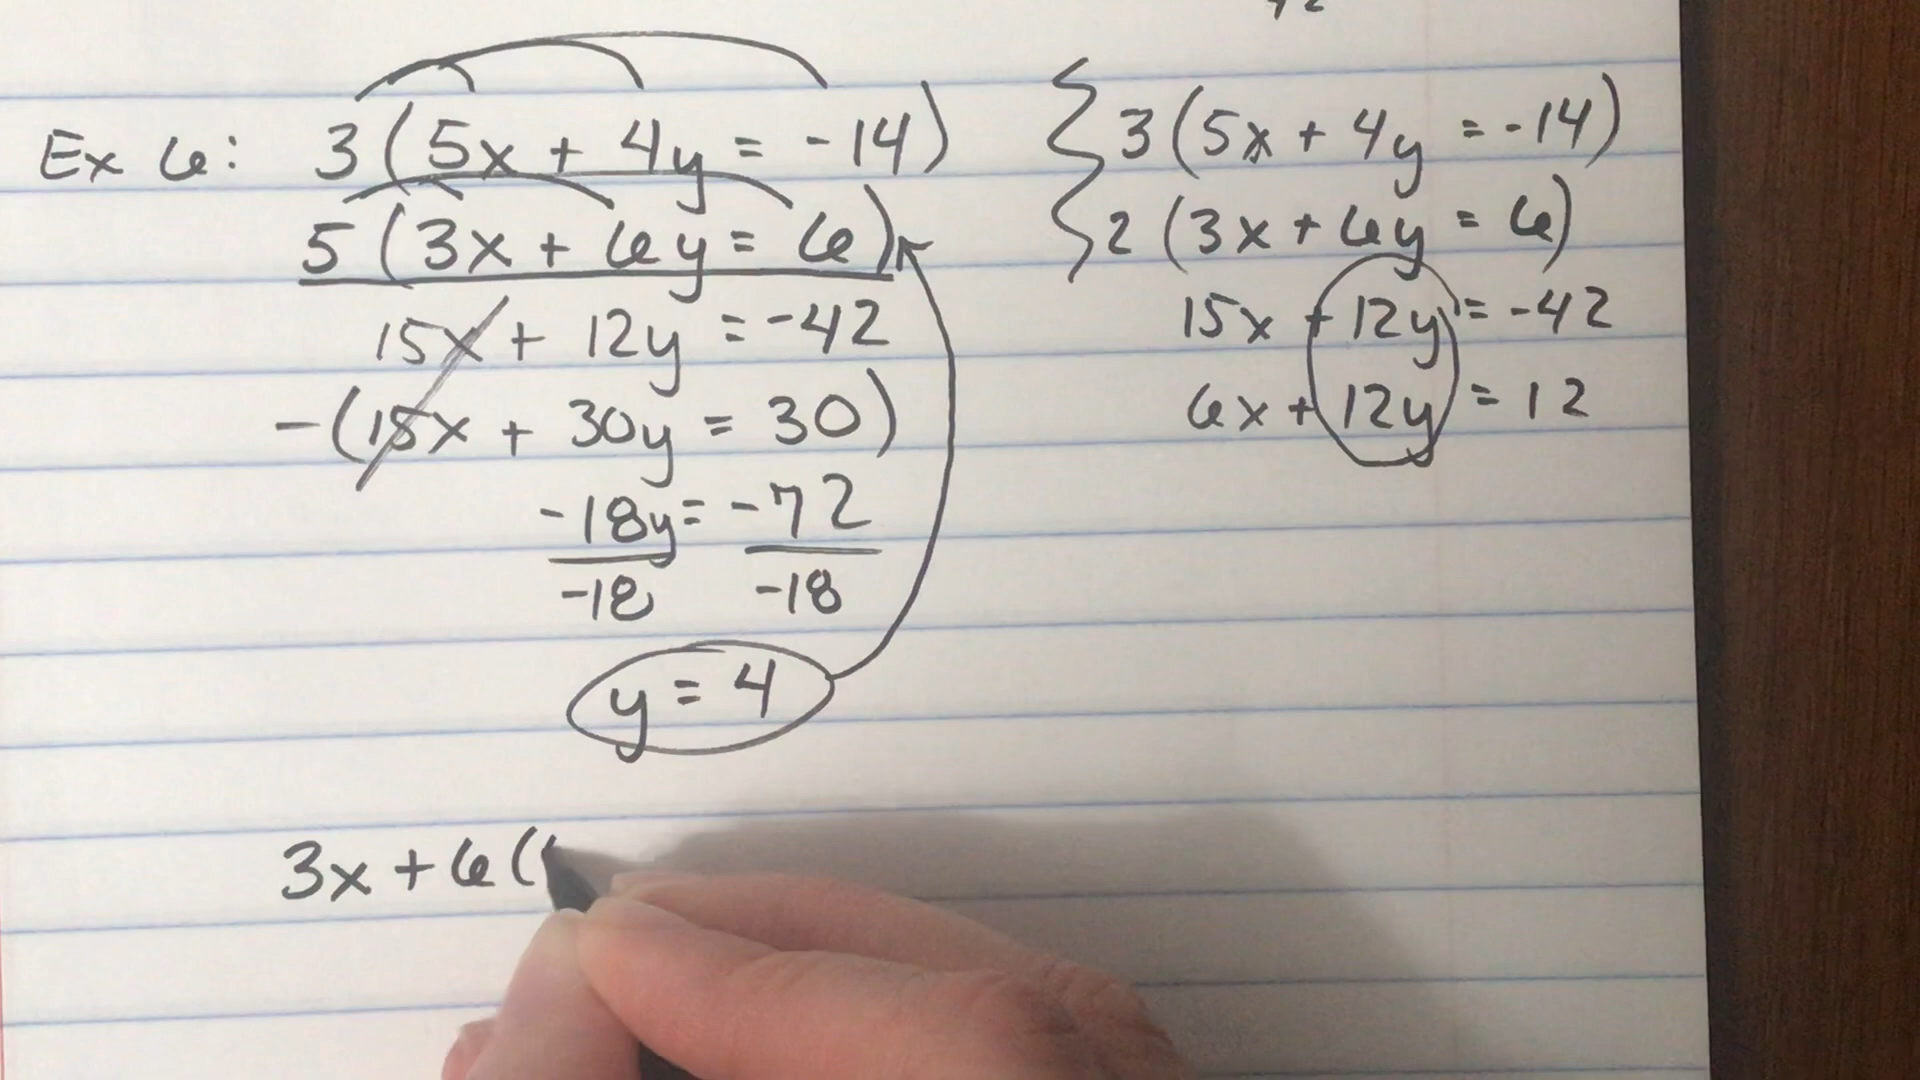 Ex 6: 3(5x + 4y = -14)
5(3x + 6y = 6)
15x + 12y = -42
-(15x + 30y = 30)
-18y = -72
-18 -18
y = 4
3x + 6(
3(5x + 4y = -14)
2(3x + 6y = 6)
15x + 12y = -42
6x + 12y = 12